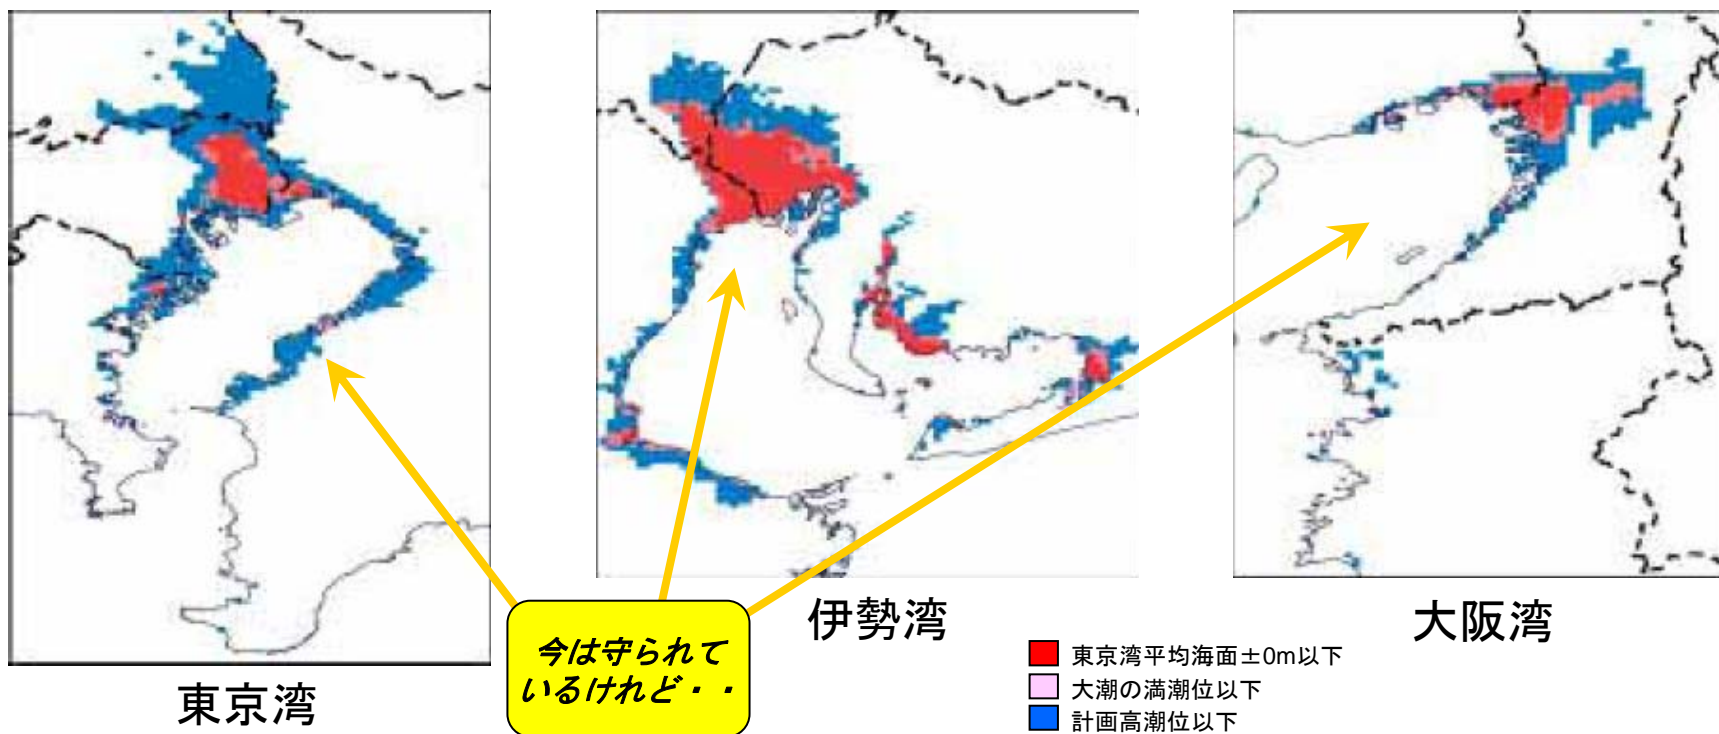 東京湾
伊勢湾
大阪湾
今は守られて
いるけれど・・
東京湾平均海面±0m以下
大潮の満潮位以下
計画高潮位以下